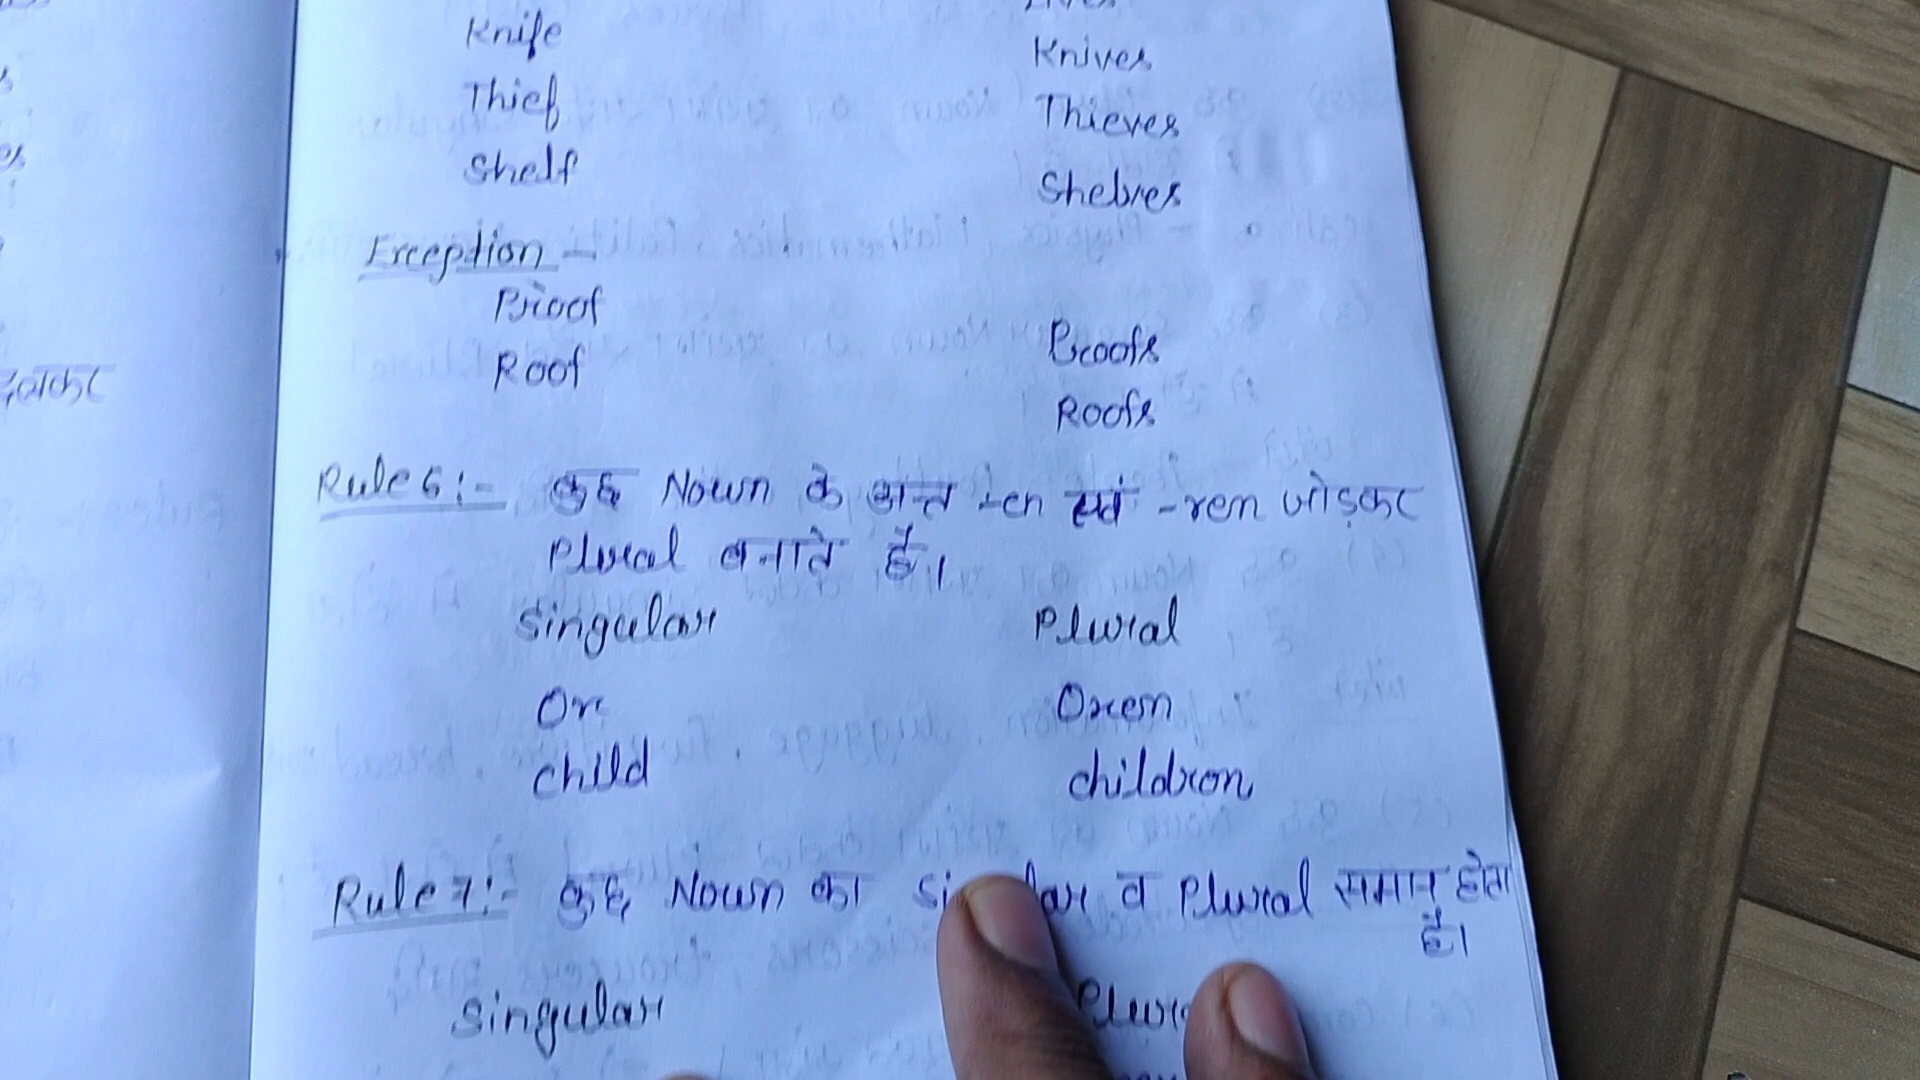 Knife Knives
Thief Thieves
Shelf Shelves
Exception -
Proof Proofs
Roof Roofs
Rule 6:- कुछ Noun के अन्त -en एवं -ren जोड़कर
Plural बनाते हैं।
Singular Plural
Ox Oxen
child children
Rule 7:- कुछ Noun का व Plural समान होता
है।
Singular